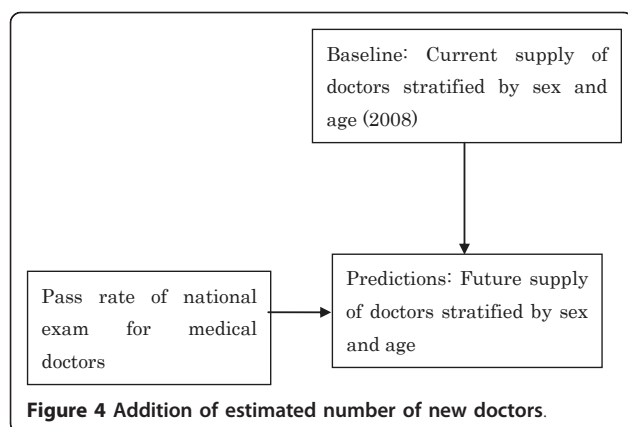 Baseline: Current supply of
doctors stratified by sex and
age (2008)
Pass rate of national
exam for medical
doctors
Predictions: Future supply
of doctors stratified by sex
and age
Figure 4 Addition of estimated number of new doctors.